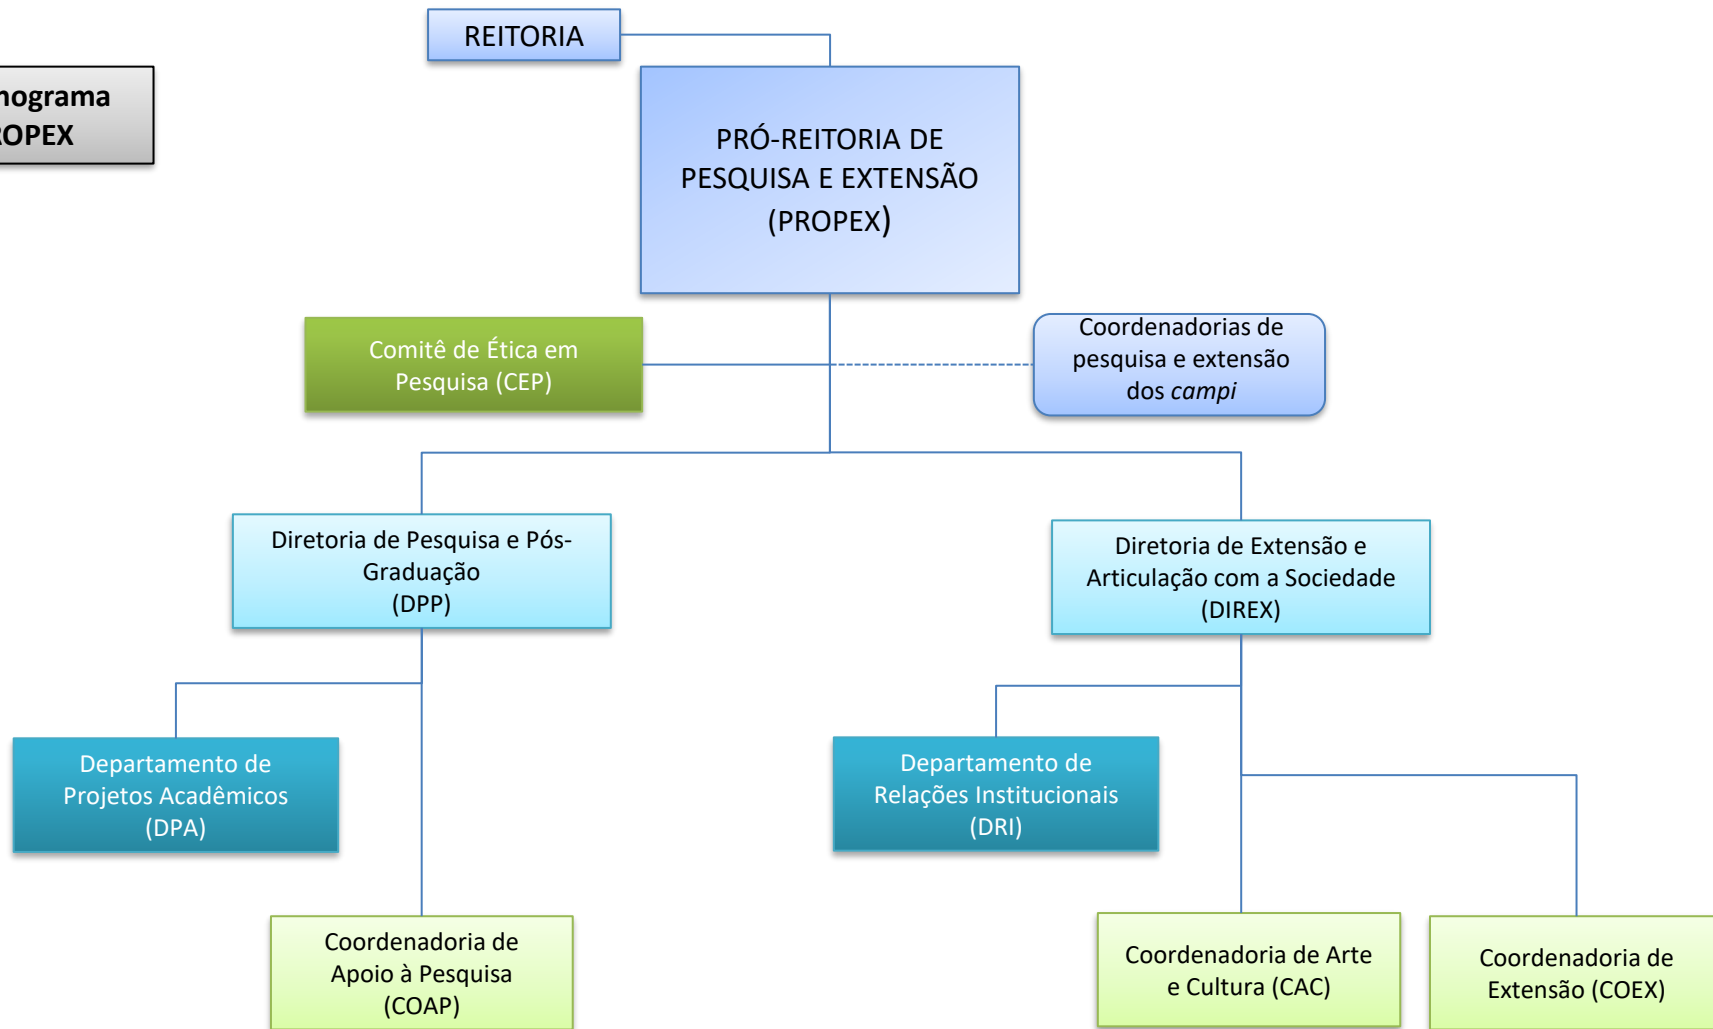 REITORIA
nograma
OPEX
PRÓ-REITORIA DE
PESQUISA E EXTENSÃO
(PROPEX)
Comitê de Ética em
Pesquisa (CEP)
Coordenadorias de
pesquisa e extensão
dos campi
Diretoria de Pesquisa e Pós-
Graduação
(DPP)
Diretoria de Extensão e
Articulação com a Sociedade
(DIREX)
Departamento de
Projetos Acadêmicos
(DPA)
Departamento de
Relações Institucionais
(DRI)
Coordenadoria de
Apoio à Pesquisa
(COAP)
Coordenadoria de Arte
e Cultura (CAC)
Coordenadoria de
Extensão (COEX)